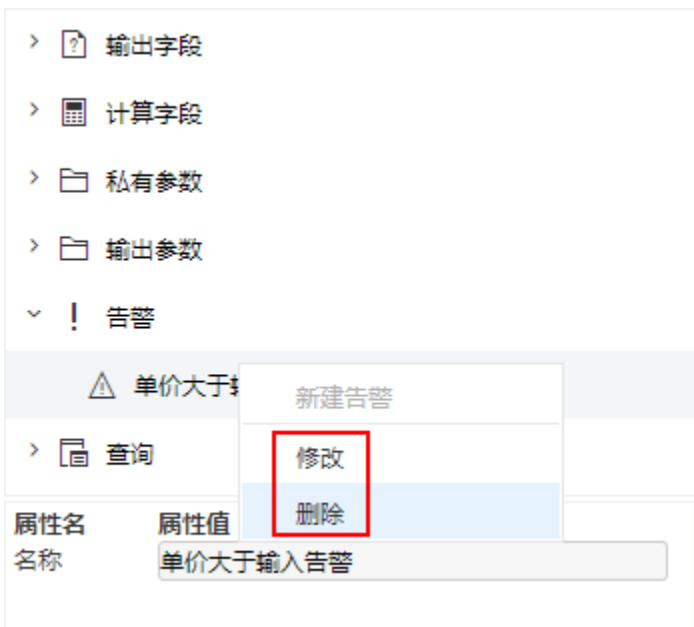 输出字段
计算字段
私有参数
输出参数
告警
单价大于输
新建告警
查询
修改
删除
属性名 属性值
名称 单价大于输入告警